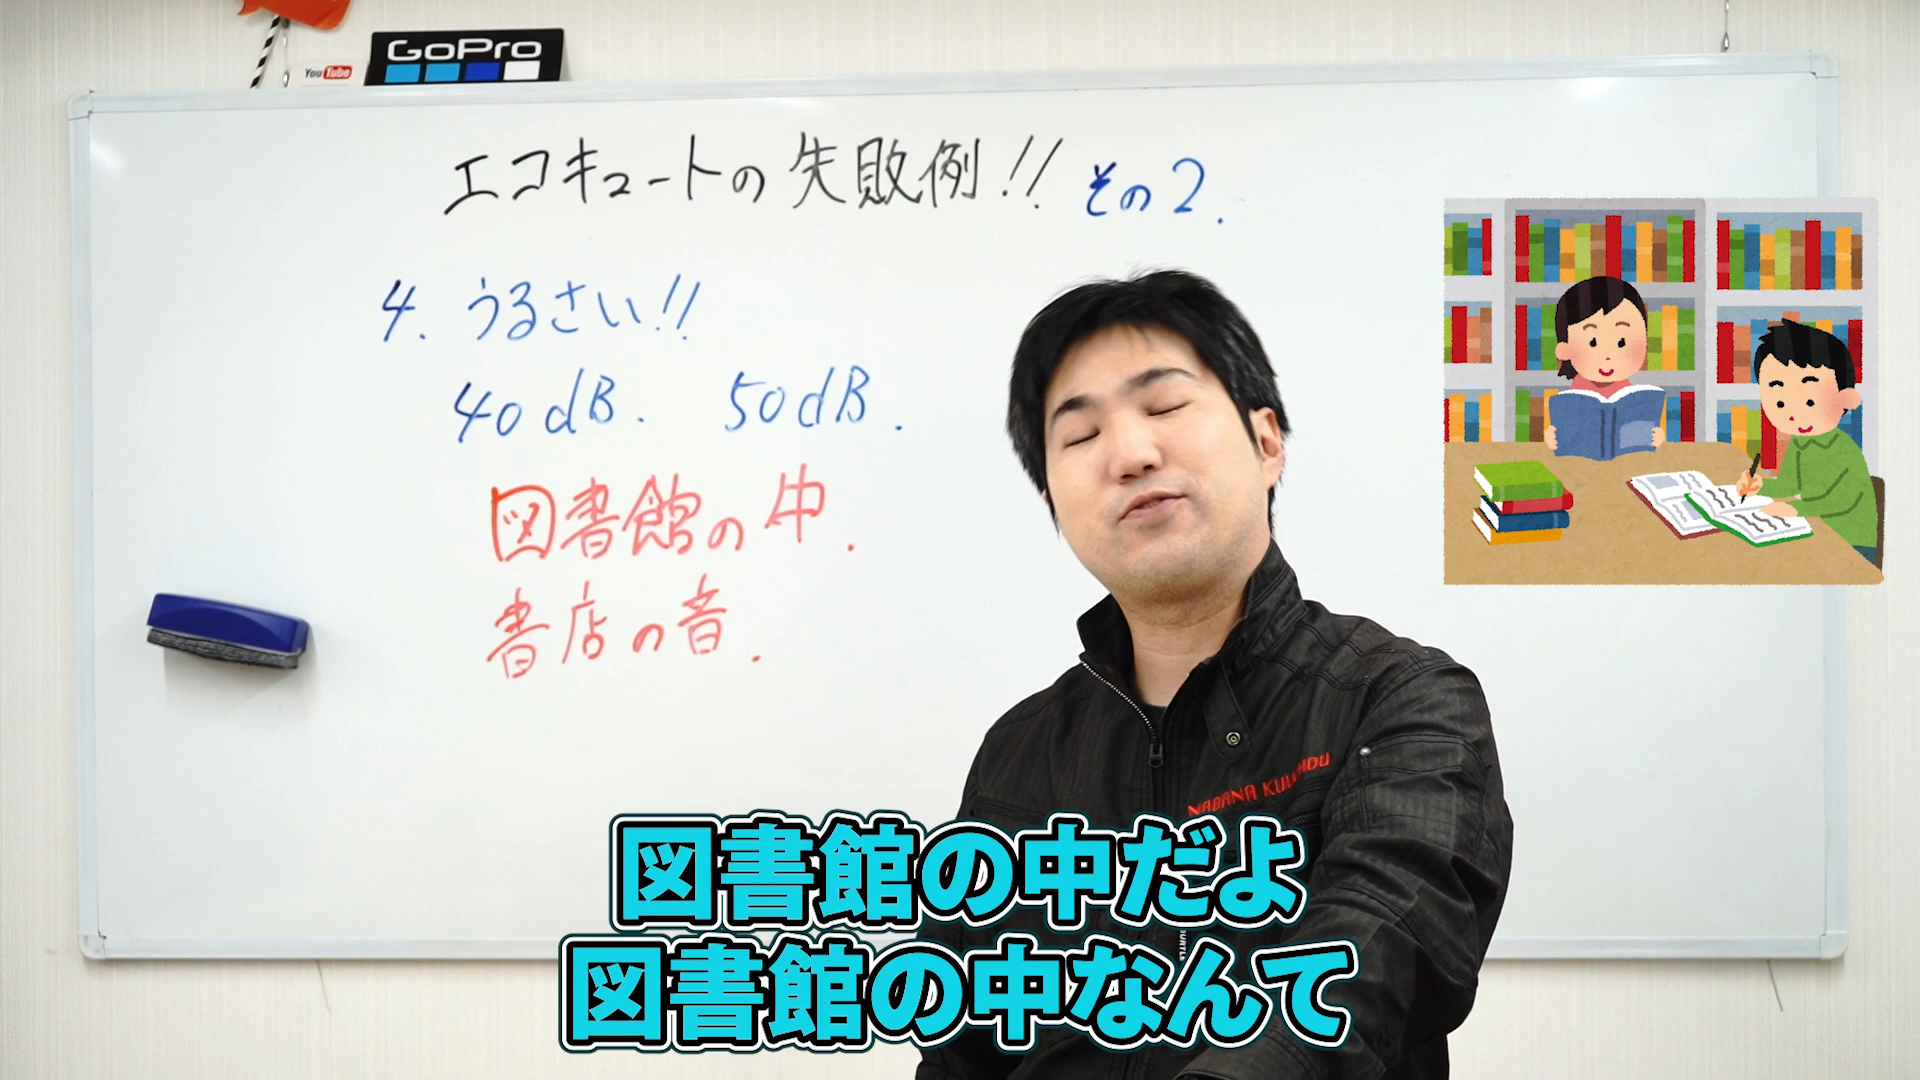 GoPro
YouTube
エコキュートの失敗例!! その2.
4. うるさい!!
40dB. 50dB.
図書館の中.
書店の音.
図書館の中だよ
図書館の中なんて